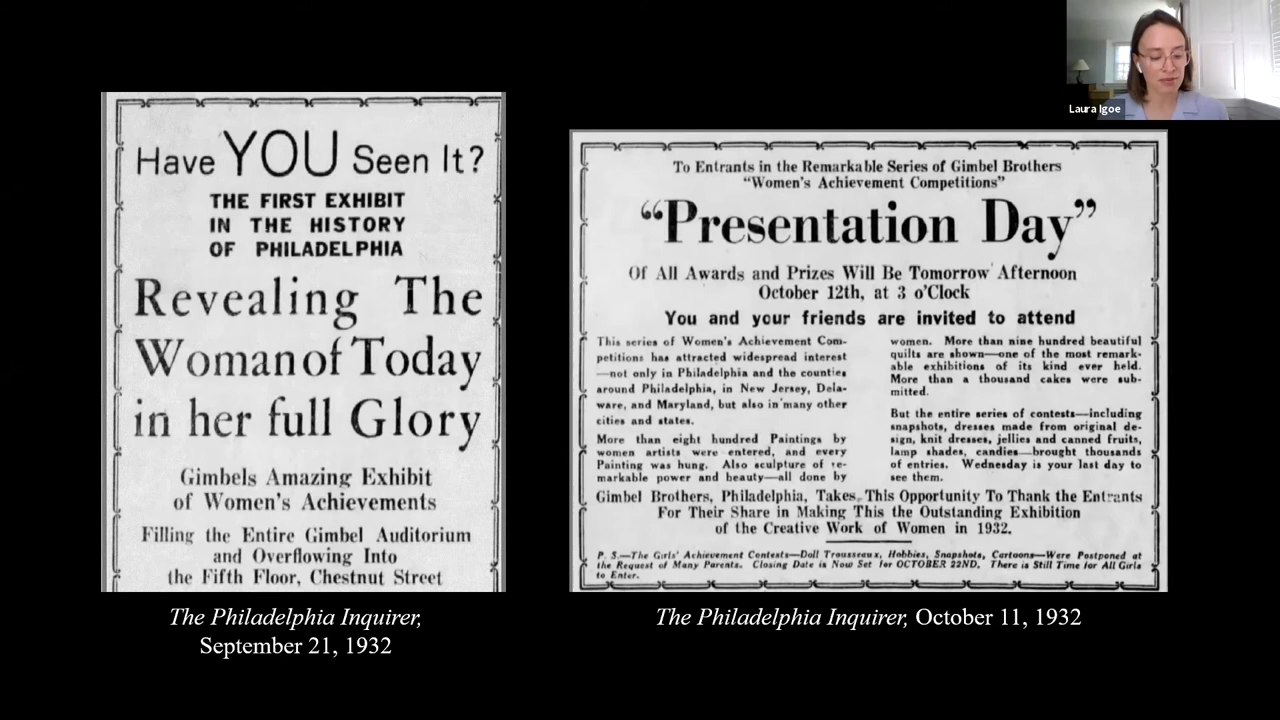 Laura Igoe
Have YOU Seen It?
THE FIRST EXHIBIT
IN THE HISTORY
OF PHILADELPHIA
Revealing The
Woman of Today
in her full Glory
Gimbels Amazing Exhibit
of Women's Achievements
Filling the Entire Gimbel Auditorium
and Overflowing Into
the Fifth Floor, Chestnut Street
The Philadelphia Inquirer,
September 21, 1932
To Entrants in the Remarkable Series of Gimbel Brothers
"Women's Achievement Competitions"
"Presentation Day"
Of All Awards and Prizes Will Be Tomorrow Afternoon
October 12th, at 3 o'Clock
You and your friends are invited to attend
This series of Women's Achievement Com-
petitions has attracted widespread interest
—not only in Philadelphia and the counties
around Philadelphia, in New Jersey, Dela-
ware, and Maryland, but also in many other
cities and states.
More than eight hundred Paintings by
women artists were entered, and every
Painting was hung. Also sculpture of re-
markable power and beauty—all done by
women. More than nine hundred beautiful
quilts are shown—one of the most remark-
able exhibitions of its kind ever held.
More than a thousand cakes were sub-
mitted.
But the entire series of contests—including
snapshots, dresses made from original de-
sign, knit dresses, jellies and canned fruits,
lamp shades, candies—brought thousands
of entries. Wednesday is your last day to
see them.
Gimbel Brothers, Philadelphia, Takes This Opportunity To Thank the Entrants
For Their Share in Making This the Outstanding Exhibition
of the Creative Work of Women in 1932.
P. S.—The Girls' Achievement Contests—Doll Trousseaux, Hobbies, Snapshots, Cartoons—Were Postponed at
the Request of Many Parents. Closing Date is Now Set for OCTOBER 22ND. There is Still Time for All Girls
to Enter.
The Philadelphia Inquirer, October 11, 1932